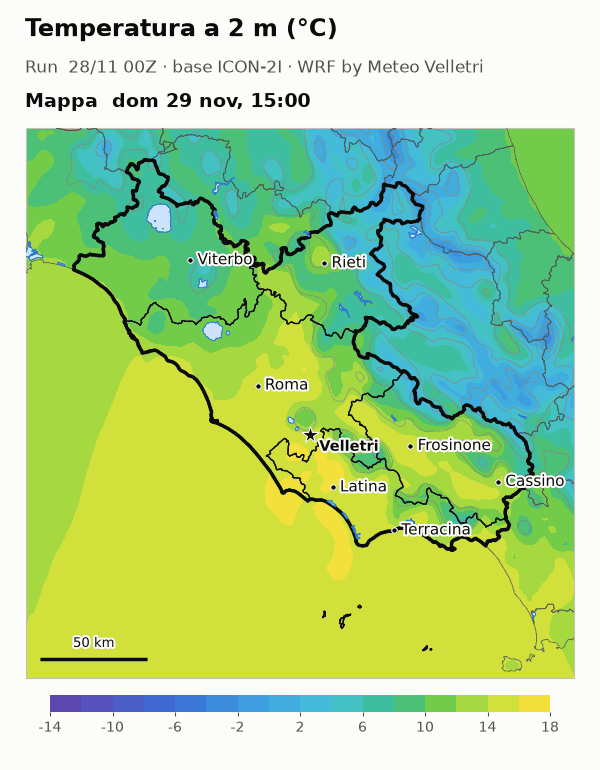 Temperatura a 2 m (°C)
Run  28/11 00Z · base ICON-2I · WRF by Meteo Velletri
Mappa  dom 29 nov, 15:00
Viterbo
Rieti
Roma
Velletri
Frosinone
Latina
Cassino
Terracina
50 km
-14 -10 -6 -2 2 6 10 14 18